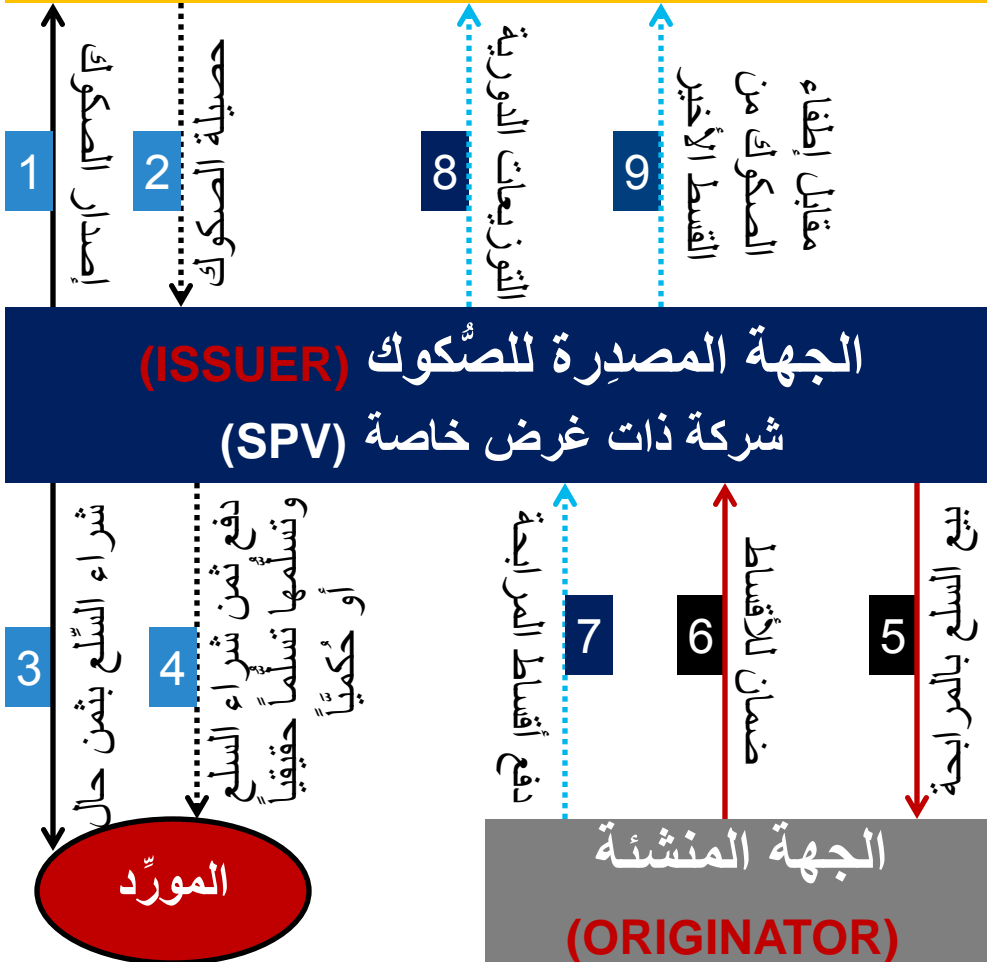 1
إصدار الصكوك
2
حصيلة الصكوك
8
التوزيعات الدورية
9
مقابل إطفاء
الصكوك من
القسط الأخير
الجهة المصدِرة للصُّكوك (ISSUER)
شركة ذات غرض خاصة (SPV)
3
شراء السِّلع بثمن حال
4
دفع ثمن شراء السلع
وتسلُّمها تسلُّماً حقيقيّاً
أو حُكميّاً
7
دفع أقساط المرابحة
6
ضمان للأقساط
5
بيع السلع بالمرابحة
المورِّد
الجهة المنشئة
(ORIGINATOR)